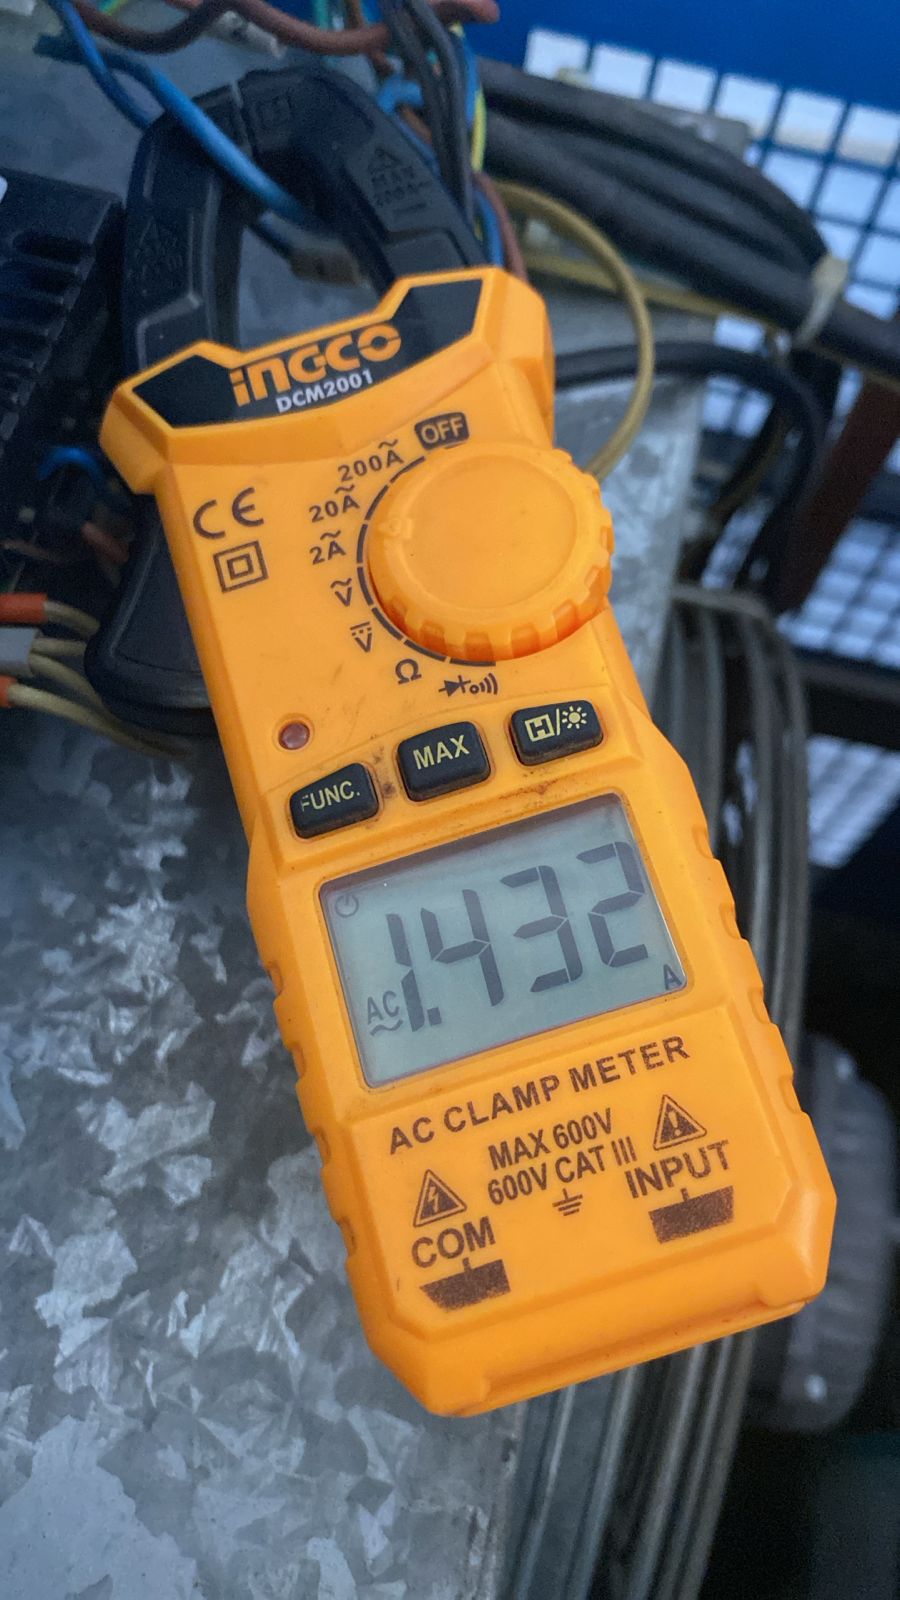 INGCO
DCM2001
OFF
200A
20A
2A
V
V
Ω
CE
FUNC.
MAX
H/
1.432
AC
A
AC CLAMP METER
MAX 600V
600V CAT III
COM
INPUT